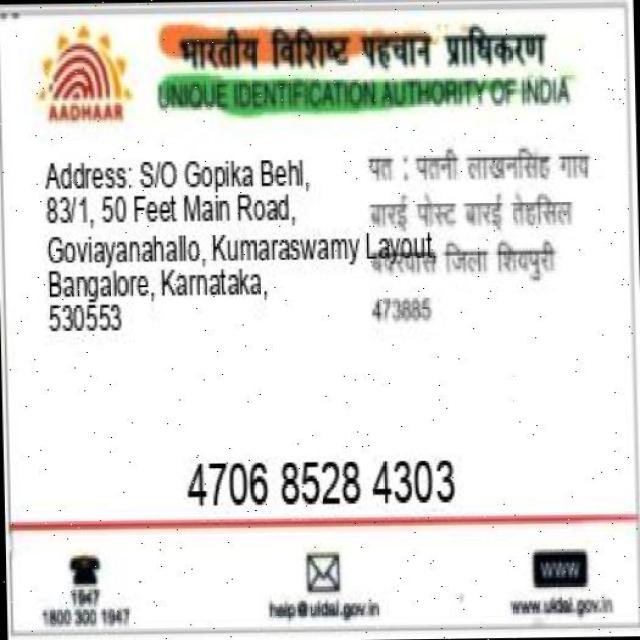 भारतीय विशिष्ट पहचान प्राधिकरण
UNIQUE IDENTIFICATION AUTHORITY OF INDIA
AADHAAR
Address: S/O Gopika Behl,
83/1, 50 Feet Main Road,
Goviayanahallo, Kumaraswamy Layout,
Bangalore, Karnataka,
530553
पत : पतनी लाखनसिंह गाव
बारई पोस्ट बारई तेहसिल
जिला शिवपुरी
473885
4706 8528 4303
1947
1800 300 1947
help@uidai.gov.in
www
www.uidai.gov.in